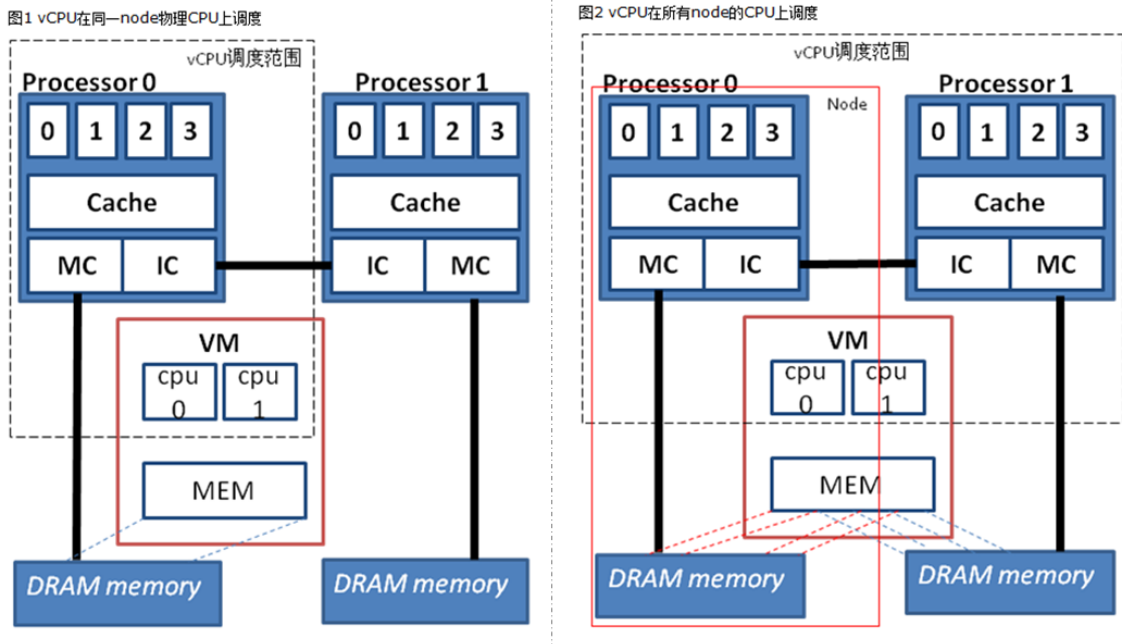 图1 vCPU在同一node物理CPU上调度
vCPU调度范围
Processor 0
Processor 1
0 1 2 3
0 1 2 3
Cache
Cache
MC IC
IC MC
VM
cpu 0
cpu 1
MEM
DRAM memory
DRAM memory
图2 vCPU在所有node的CPU上调度
vCPU调度范围
Processor 0
Node
Processor 1
0 1 2 3
0 1 2 3
Cache
Cache
MC IC
IC MC
VM
cpu 0
cpu 1
MEM
DRAM memory
DRAM memory